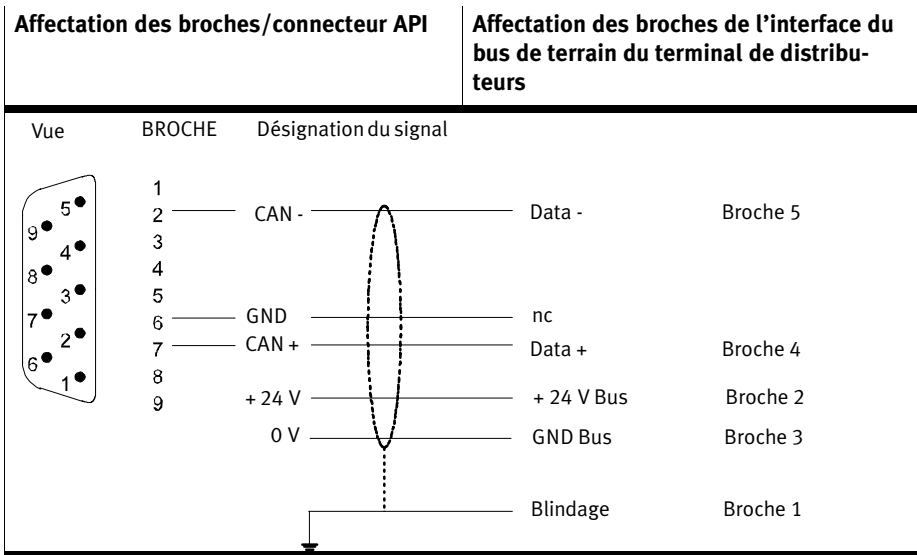 Affectation des broches/connecteur API
Affectation des broches de l'interface du
bus de terrain du terminal de distribu-
teurs
Vue BROCHE Désignation du signal
5
9
4
8
3
7
2
6
1
1
2 CAN - Data - Broche 5
3
4
5
6 GND nc
7 CAN + Data + Broche 4
8
9
+ 24 V + 24 V Bus Broche 2
0 V GND Bus Broche 3
Blindage Broche 1